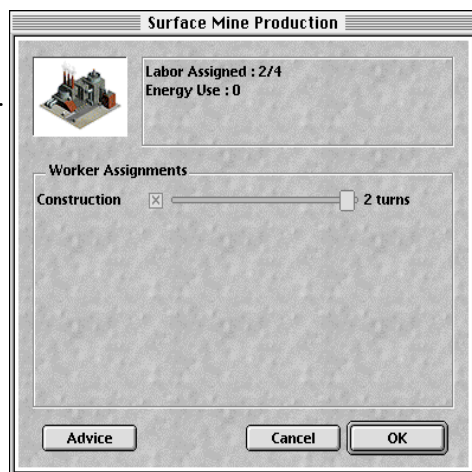 Surface Mine Production
Labor Assigned : 2/4
Energy Use : 0
Worker Assignments
Construction 2 turns
Advice Cancel OK